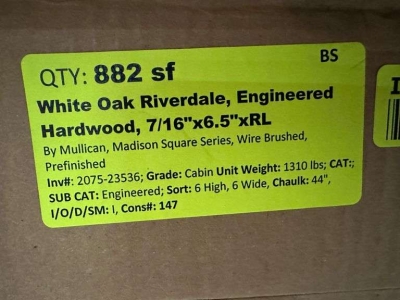 BS
QTY: 882 sf
White Oak Riverdale, Engineered
Hardwood, 7/16"x6.5"xRL
By Mullican, Madison Square Series, Wire Brushed,
Prefinished
Inv#: 2075-23536; Grade: Cabin Unit Weight: 1310 lbs; CAT:;
SUB CAT: Engineered; Sort: 6 High, 6 Wide, Chaulk: 44",
I/O/D/SM: I, Cons#: 147